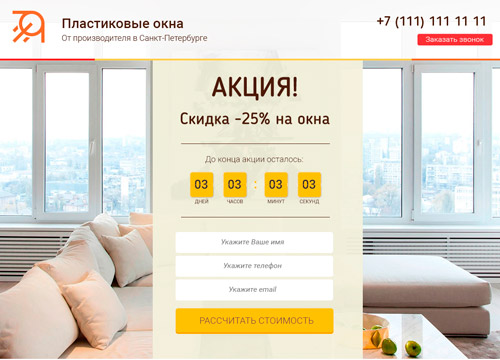 Пластиковые окна
От производителя в Санкт-Петербурге
+7 (111) 111 11 11
Заказать звонок
АКЦИЯ!
Скидка -25% на окна
До конца акции осталось:
03 03 : 03 03
ДНЕЙ ЧАСОВ МИНУТ СЕКУНД
Укажите Ваше имя
Укажите телефон
Укажите email
РАССЧИТАТЬ СТОИМОСТЬ